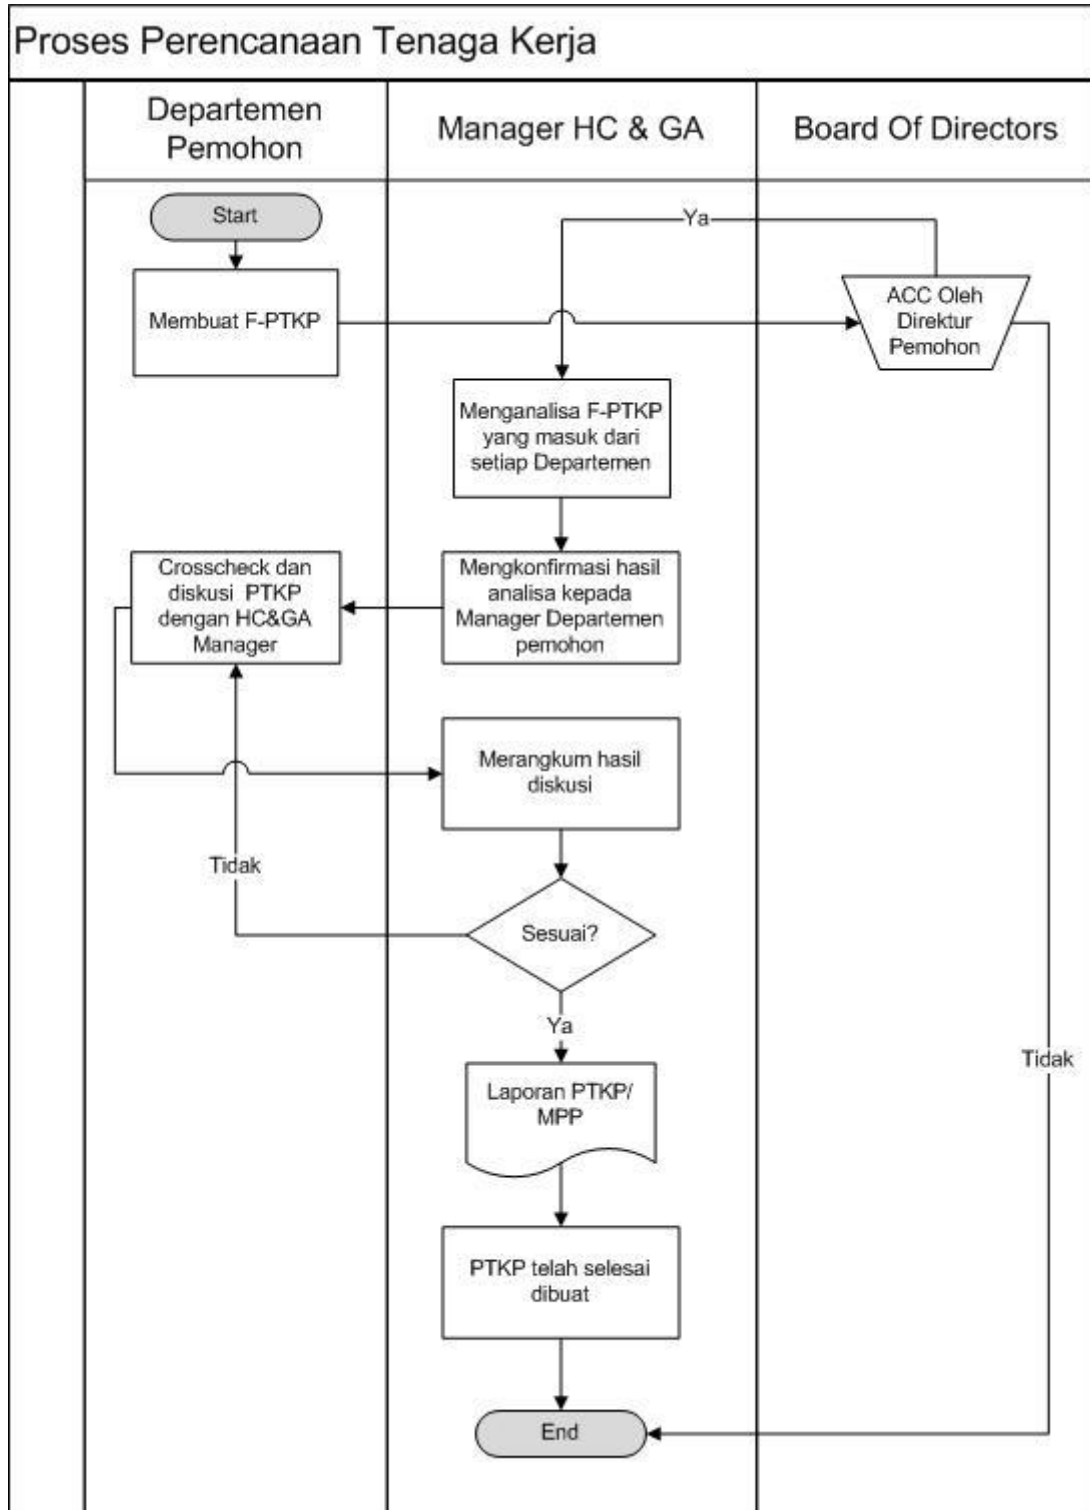 Proses Perencanaan Tenaga Kerja
Departemen
Pemohon
Manager HC & GA
Board Of Directors
Start
Ya
Membuat F-PTKP
ACC Oleh
Direktur
Pemohon
Menganalisa F-PTKP
yang masuk dari
setiap Departemen
Crosscheck dan
diskusi PTKP
dengan HC&GA
Manager
Mengkonfirmasi hasil
analisa kepada
Manager Departemen
pemohon
Merangkum hasil
diskusi
Tidak
Sesuai?
Ya
Tidak
Laporan PTKP/
MPP
PTKP telah selesai
dibuat
End